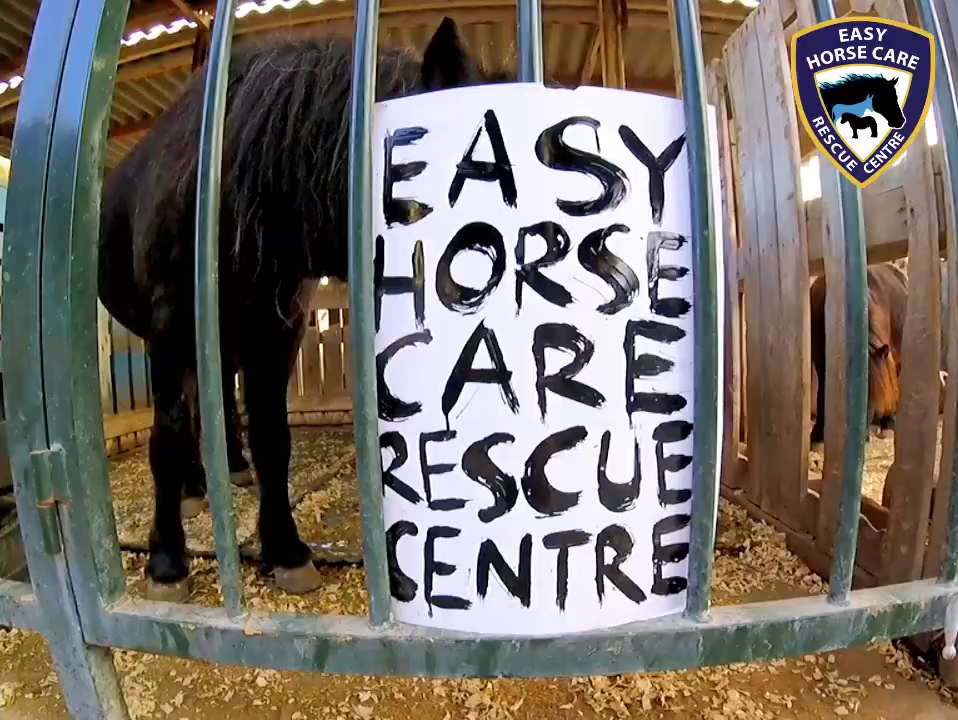 EASY
HORSE CARE
RESCUE CENTRE
EASY
HORSE
CARE
RESCUE
CENTRE